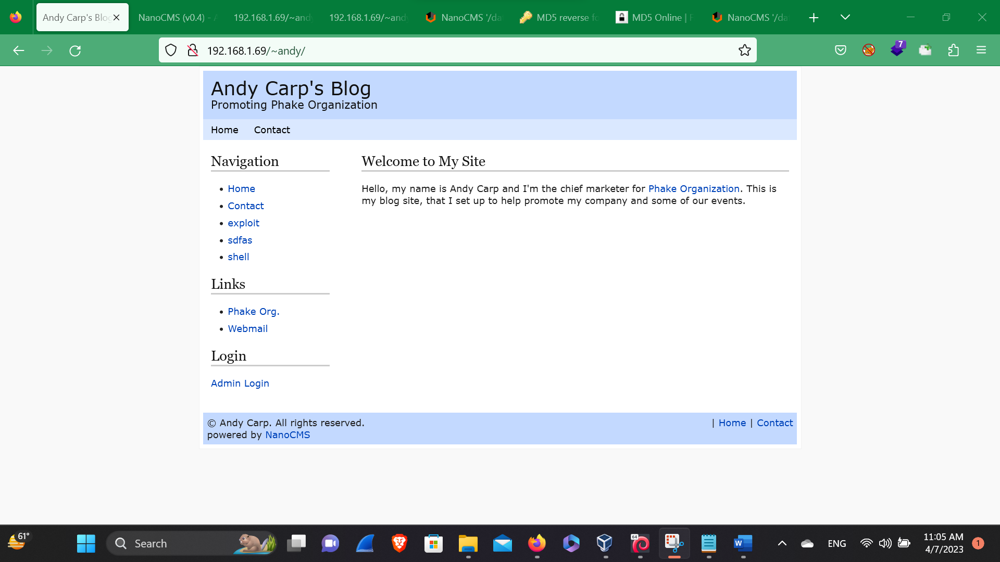 Andy Carp's Blog
NanoCMS (v0.4) -
192.168.1.69/~andy
192.168.1.69/~andy
NanoCMS '/da
MD5 reverse fo
MD5 Online |
NanoCMS '/da
192.168.1.69/~andy/
7
Andy Carp's Blog
Promoting Phake Organization
Home Contact
Navigation
Home
Contact
exploit
sdfas
shell
Links
Phake Org.
Webmail
Login
Admin Login
Welcome to My Site
Hello, my name is Andy Carp and I'm the chief marketer for Phake Organization. This is
my blog site, that I set up to help promote my company and some of our events.
© Andy Carp. All rights reserved.
powered by NanoCMS
| Home | Contact
61°
Search
64
W
ENG
11:05 AM
4/7/2023
1